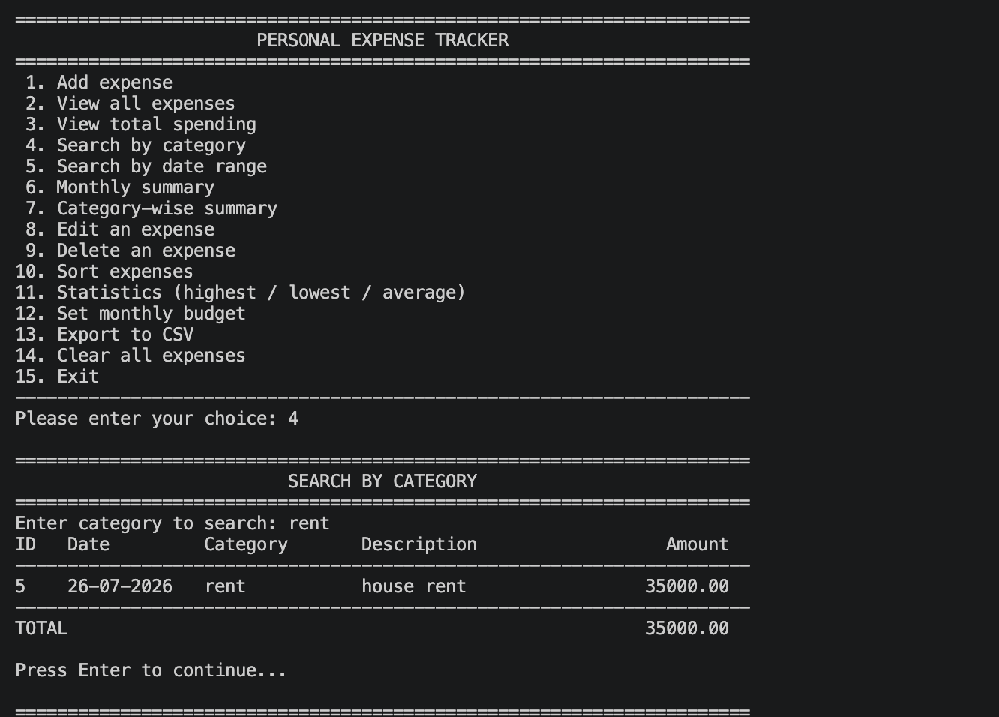 ======================================================================
PERSONAL EXPENSE TRACKER
======================================================================
1. Add expense
2. View all expenses
3. View total spending
4. Search by category
5. Search by date range
6. Monthly summary
7. Category-wise summary
8. Edit an expense
9. Delete an expense
10. Sort expenses
11. Statistics (highest / lowest / average)
12. Set monthly budget
13. Export to CSV
14. Clear all expenses
15. Exit
----------------------------------------------------------------------
Please enter your choice: 4
======================================================================
SEARCH BY CATEGORY
======================================================================
Enter category to search: rent
ID   Date         Category       Description                  Amount
----------------------------------------------------------------------
5    26-07-2026   rent           house rent                 35000.00
----------------------------------------------------------------------
TOTAL                                                       35000.00
Press Enter to continue...
======================================================================